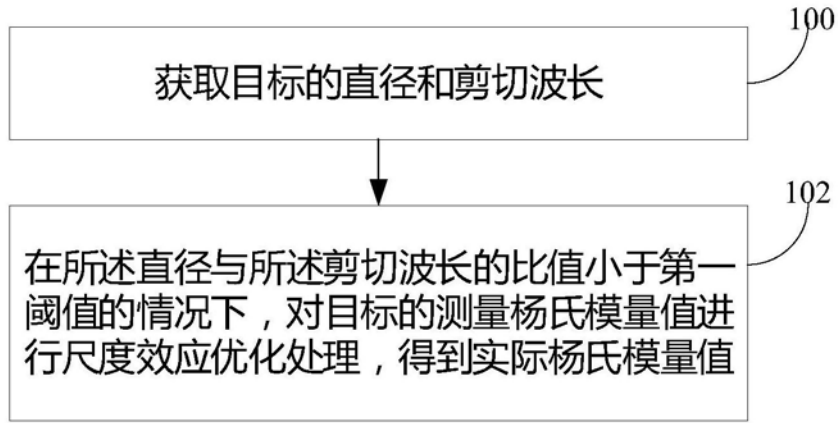 100
获取目标的直径和剪切波长
102
在所述直径与所述剪切波长的比值小于第一
阈值的情况下，对目标的测量杨氏模量值进
行尺度效应优化处理，得到实际杨氏模量值